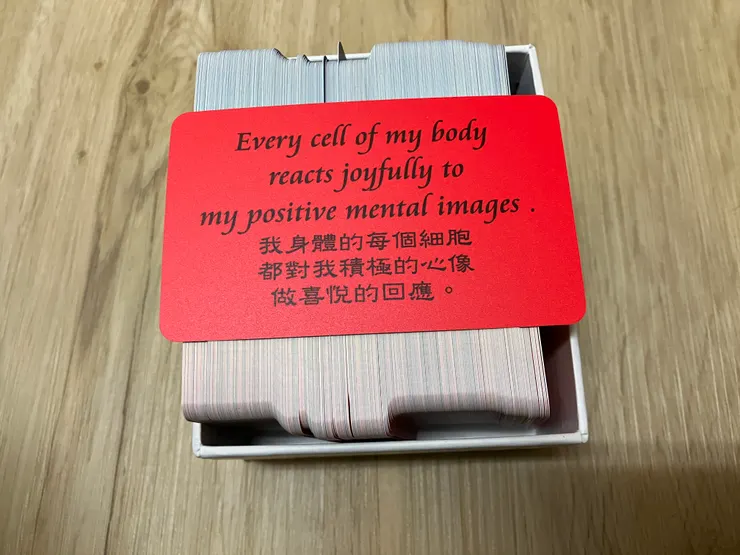 Every cell of my body
reacts joyfully to
my positive mental images .
我身體的每個細胞
都對我積極的心像
做喜悅的回應。